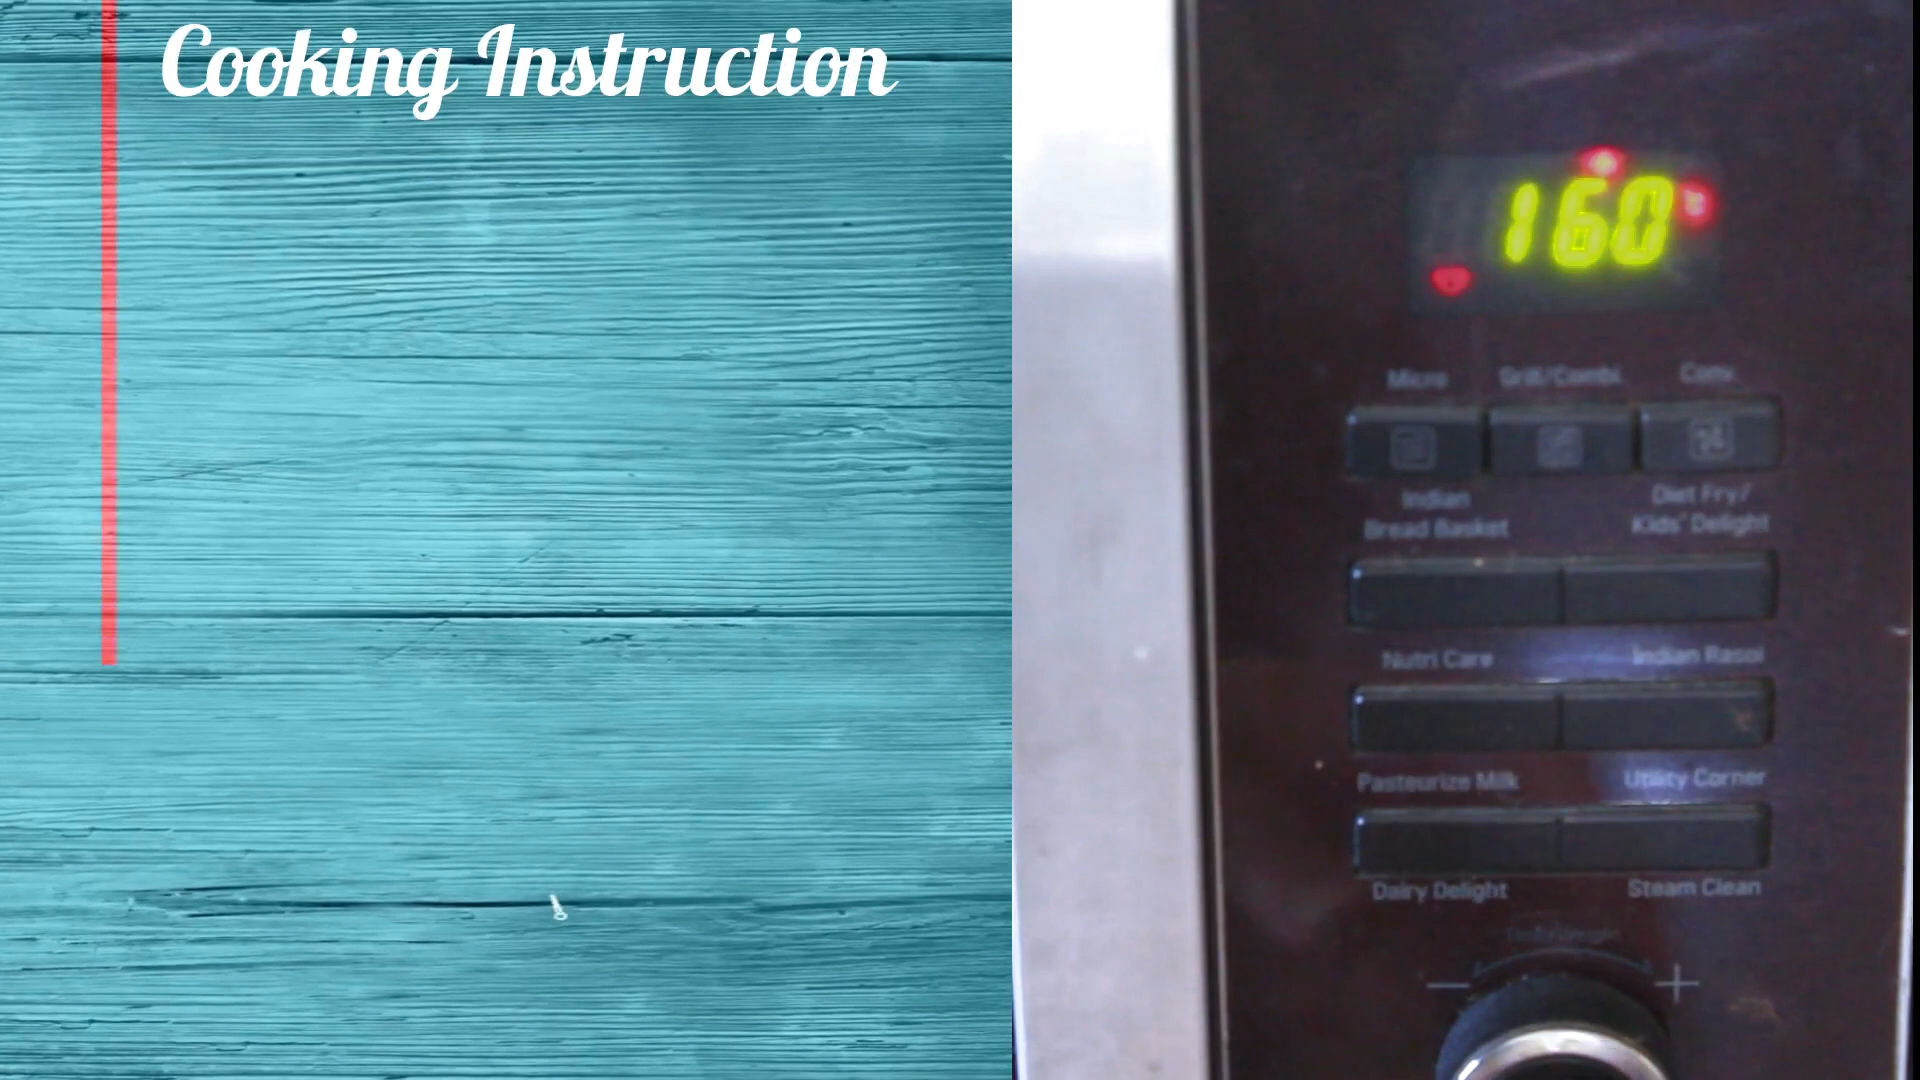 Cooking Instruction
160
Micro Grill/Combi. Conv.
Indian Diet Fry/
Bread Basket Kids' Delight
Nutri Care Indian Rasoi
Pasteurize Milk Utility Corner
Dairy Delight Steam Clean